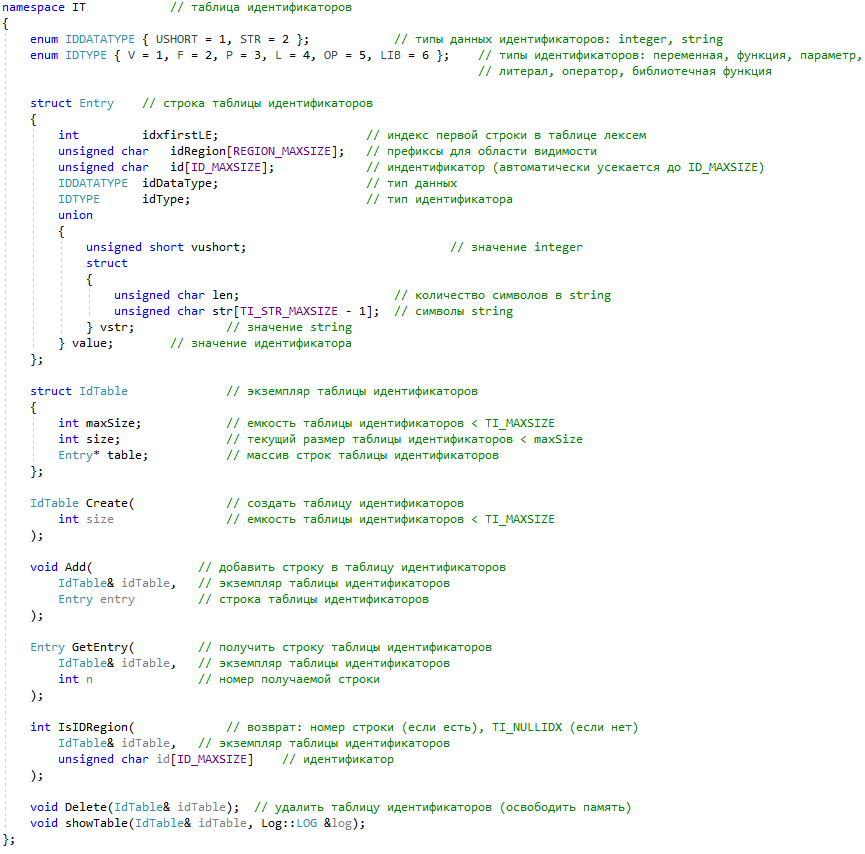 namespace IT // таблица идентификаторов
{
enum IDDATATYPE { USHORT = 1, STR = 2 }; // типы данных идентификаторов: integer, string
enum IDTYPE { V = 1, F = 2, P = 3, L = 4, OP = 5, LIB = 6 }; // типы идентификаторов: переменная, функция, параметр,
// литерал, оператор, библиотечная функция
struct Entry // строка таблицы идентификаторов
{
int idxfirstLE; // индекс первой строки в таблице лексем
unsigned char idRegion[REGION_MAXSIZE]; // префиксы для области видимости
unsigned char id[ID_MAXSIZE]; // индентификатор (автоматически усекается до ID_MAXSIZE)
IDDATATYPE idDataType; // тип данных
IDTYPE idType; // тип идентификатора
union
{
unsigned short vushort; // значение integer
struct
{
unsigned char len; // количество символов в string
unsigned char str[TI_STR_MAXSIZE - 1]; // символы string
} vstr; // значение string
} value; // значение идентификатора
};
struct IdTable // экземпляр таблицы идентификаторов
{
int maxSize; // емкость таблицы идентификаторов < TI_MAXSIZE
int size; // текущий размер таблицы идентификаторов < maxSize
Entry* table; // массив строк таблицы идентификаторов
};
IdTable Create( // создать таблицу идентификаторов
int size // емкость таблицы идентификаторов < TI_MAXSIZE
);
void Add( // добавить строку в таблицу идентификаторов
IdTable& idTable, // экземпляр таблицы идентификаторов
Entry entry // строка таблицы идентификаторов
);
Entry GetEntry( // получить строку таблицы идентификаторов
IdTable& idTable, // экземпляр таблицы идентификаторов
int n // номер получаемой строки
);
int IsIDRegion( // возврат: номер строки (если есть), TI_NULLIDX (если нет)
IdTable& idTable, // экземпляр таблицы идентификаторов
unsigned char id[ID_MAXSIZE] // идентификатор
);
void Delete(IdTable& idTable); // удалить таблицу идентификаторов (освободить память)
void showTable(IdTable& idTable, Log::LOG &log);
};